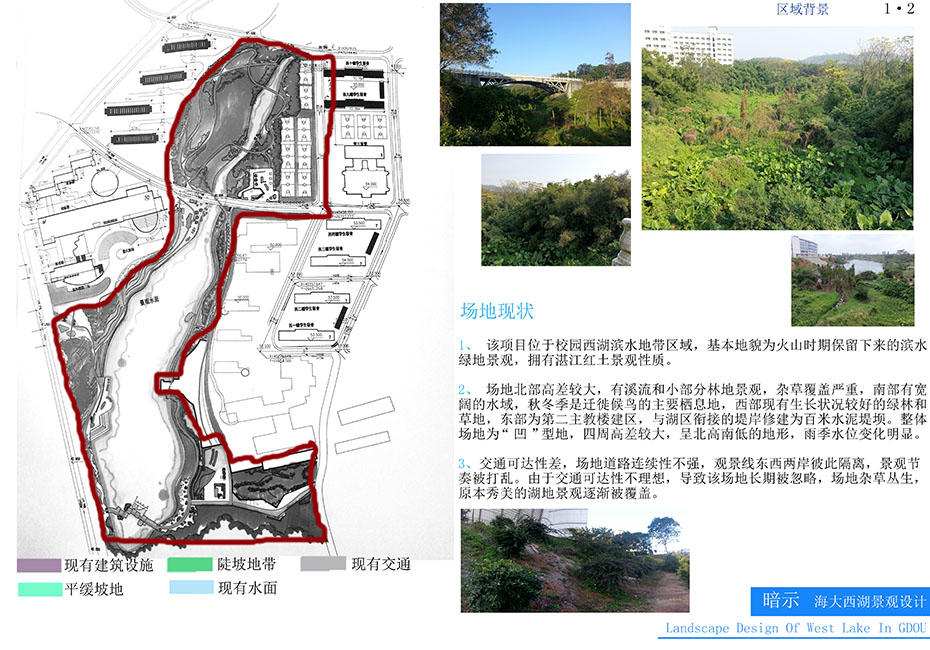 区域背景 1·2
场地现状
1、 该项目位于校园西湖滨水地带区域，基本地貌为火山时期保留下来的滨水
绿地景观，拥有湛江红土景观性质。
2、 场地北部高差较大，有溪流和小部分林地景观，杂草覆盖严重，南部有宽
阔的水域，秋冬季是迁徙候鸟的主要栖息地，西部现有生长状况较好的绿林和
草地，东部为第二主教楼建区，与湖区衔接的堤岸修建为百米水泥堤坝。整体
场地为“凹”型地，四周高差较大，呈北高南低的地形，雨季水位变化明显。
3、交通可达性差，场地道路连续性不强，观景线东西两岸彼此隔离，景观节
奏被打乱。由于交通可达性不理想，导致该场地长期被忽略，场地杂草丛生，
原本秀美的湖地景观逐渐被覆盖。
景观水面
现有建筑设施 陡坡地带 现有交通
平缓坡地 现有水面
暗示 海大西湖景观设计
Landscape Design Of West Lake In GDOU